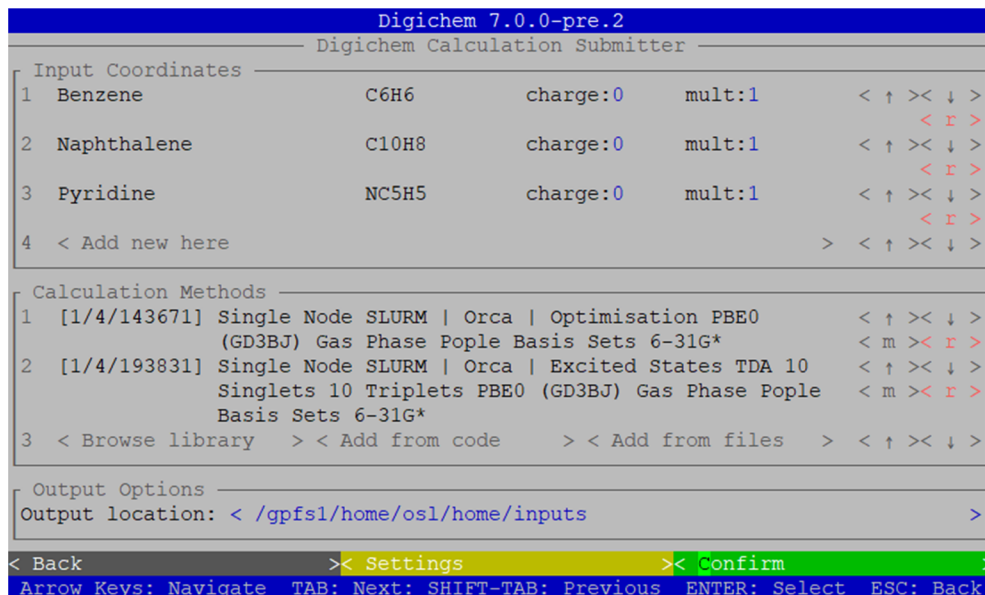 Digichem 7.0.0-pre.2
Digichem Calculation Submitter
Input Coordinates
1 Benzene C6H6 charge:0 mult:1 < ↑ >< ↓ >
< r >
2 Naphthalene C10H8 charge:0 mult:1 < ↑ >< ↓ >
< r >
3 Pyridine NC5H5 charge:0 mult:1 < ↑ >< ↓ >
< r >
4 < Add new here > < ↑ >< ↓ >
Calculation Methods
1 [1/4/143671] Single Node SLURM | Orca | Optimisation PBE0 < ↑ >< ↓ >
(GD3BJ) Gas Phase Pople Basis Sets 6-31G* < m >< r >
2 [1/4/193831] Single Node SLURM | Orca | Excited States TDA 10 < ↑ >< ↓ >
Singlets 10 Triplets PBE0 (GD3BJ) Gas Phase Pople < m >< r >
Basis Sets 6-31G*
3 < Browse library > < Add from code > < Add from files > < ↑ >< ↓ >
Output Options
Output location: < /gpfs1/home/osl/home/inputs >
< Back >< Settings >< Confirm >
Arrow Keys: Navigate TAB: Next: SHIFT-TAB: Previous ENTER: Select ESC: Back